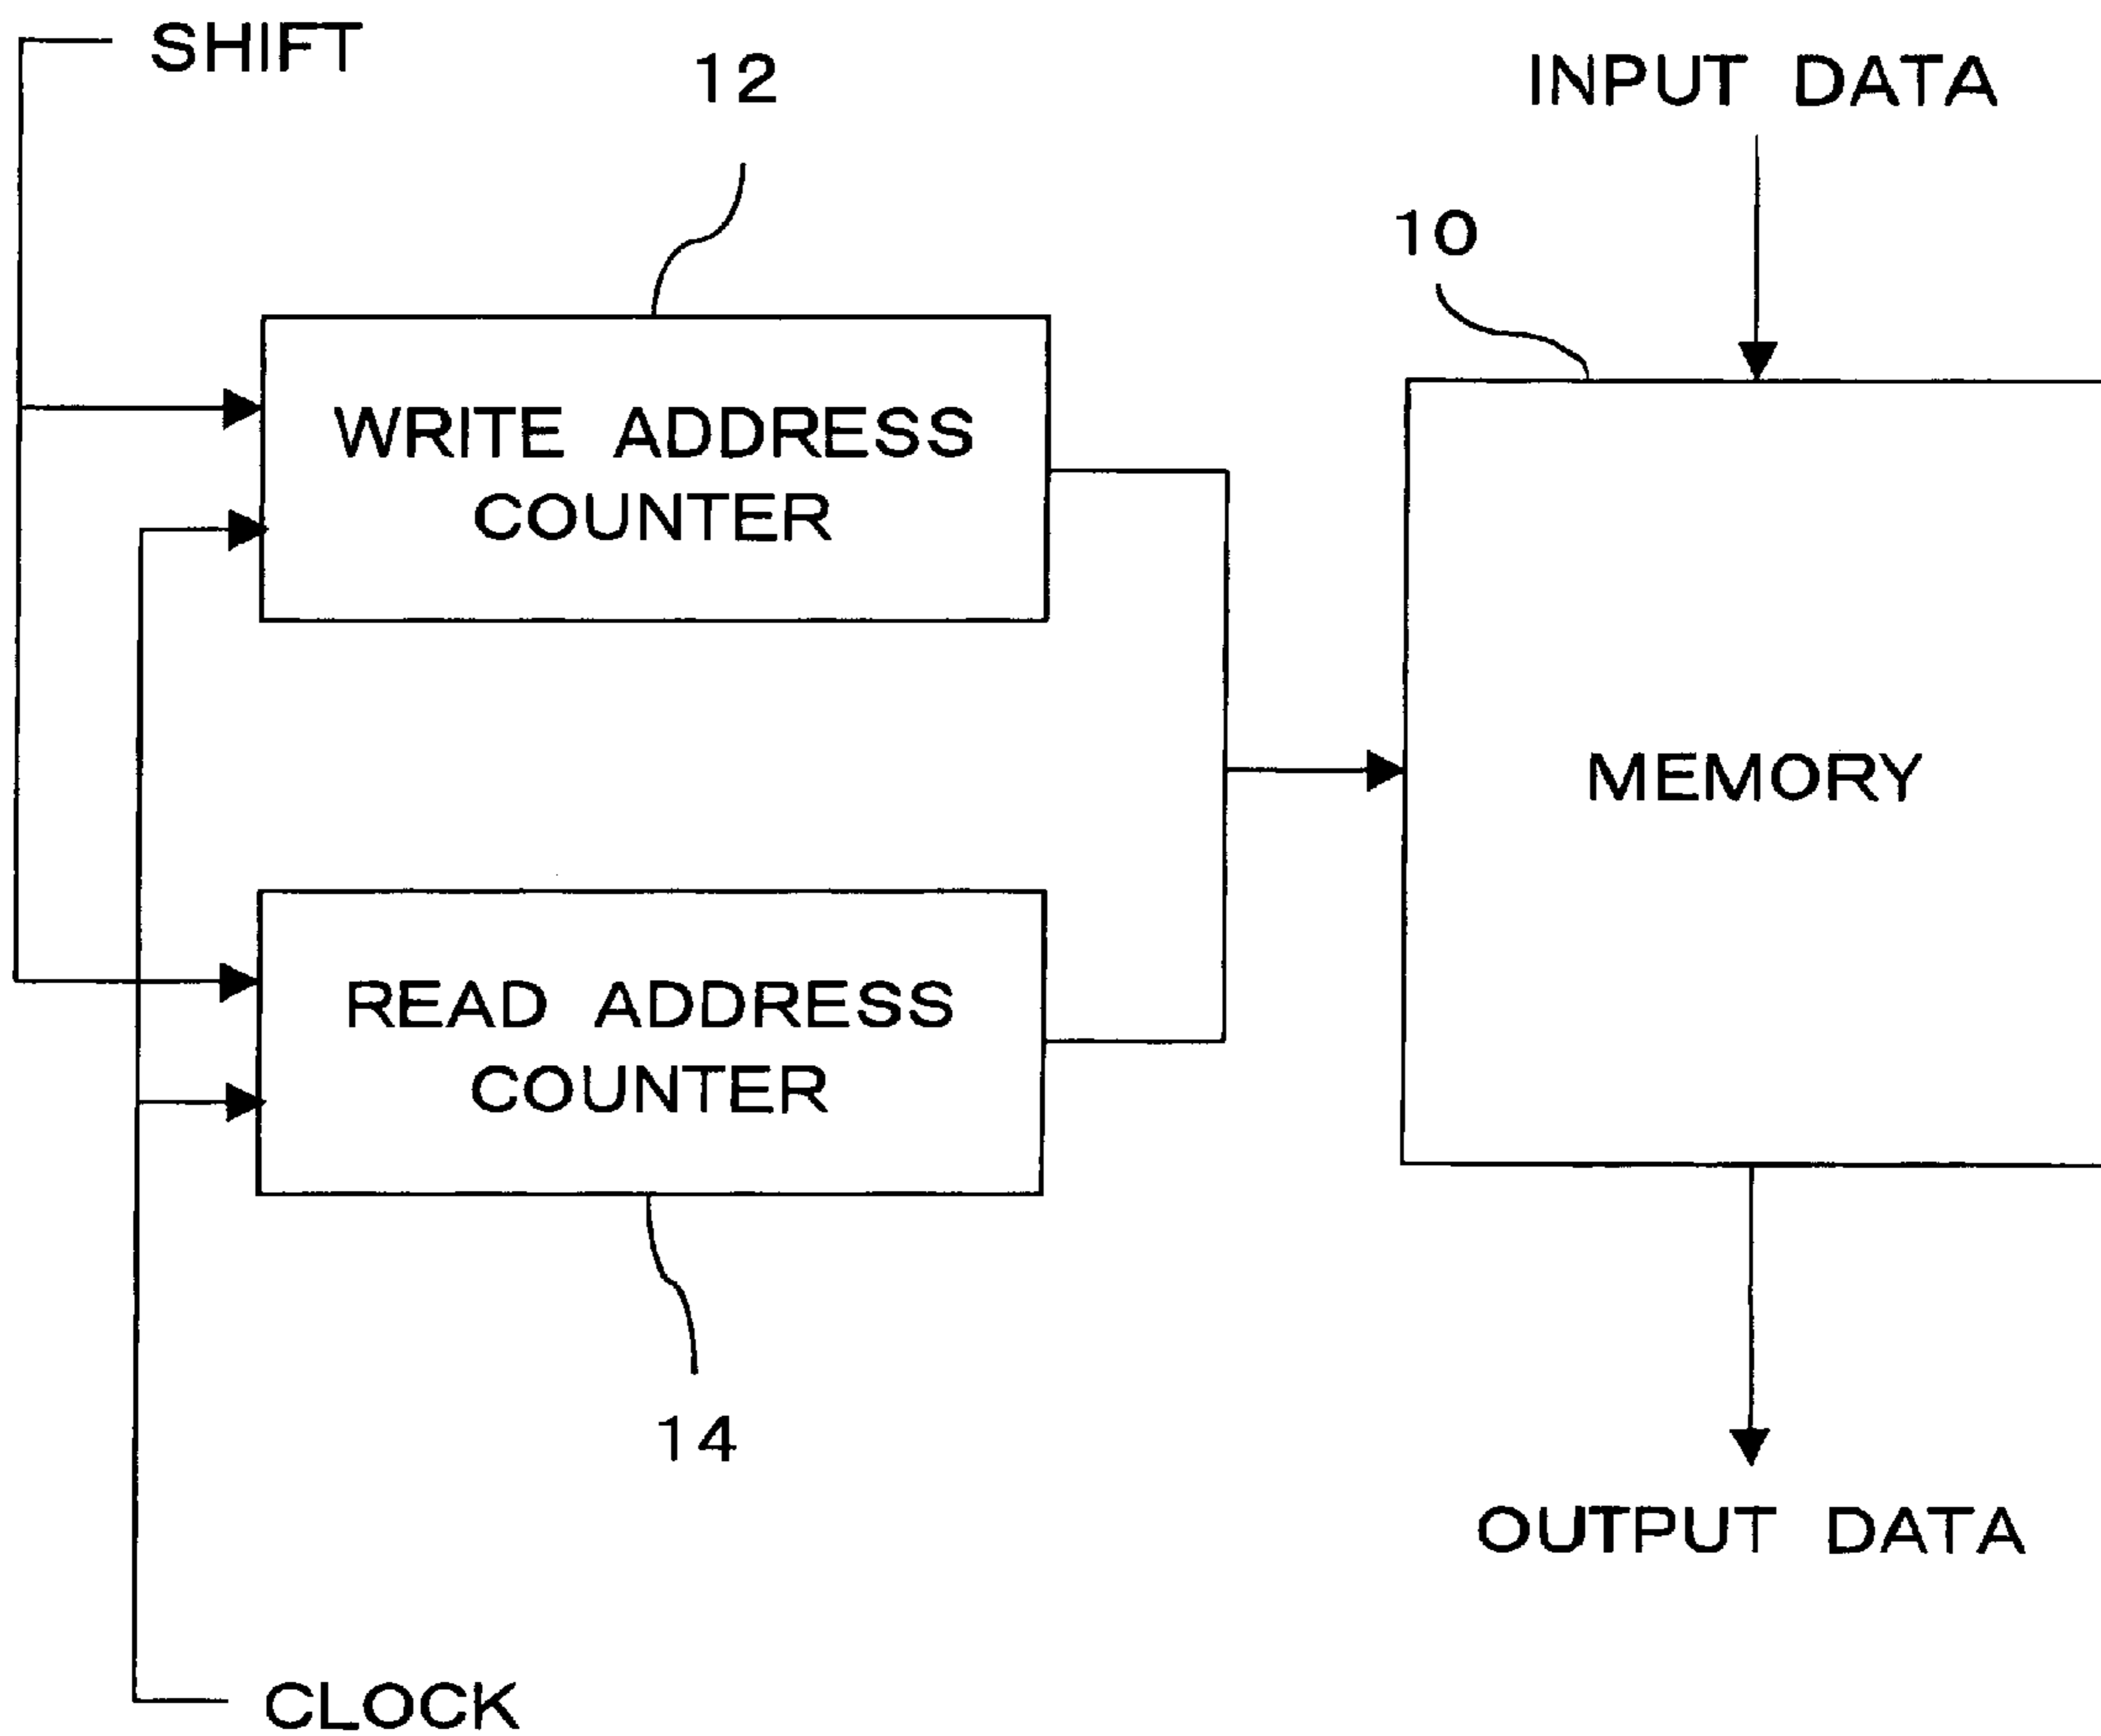 SHIFT
12
INPUT DATA
10
WRITE ADDRESS
COUNTER
MEMORY
READ ADDRESS
COUNTER
14
OUTPUT DATA
CLOCK